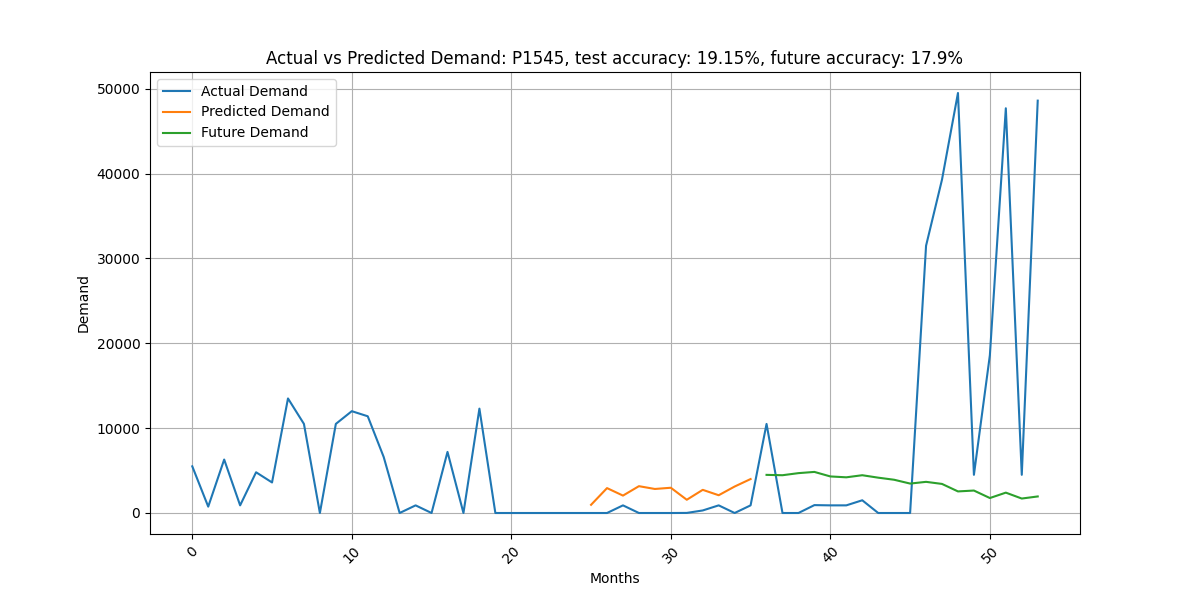 Actual vs Predicted Demand: P1545, test accuracy: 19.15%, future accuracy: 17.9%
Actual Demand
Predicted Demand
Future Demand
50000
40000
30000
20000
10000
0
Demand
0 10 20 30 40 50
Months